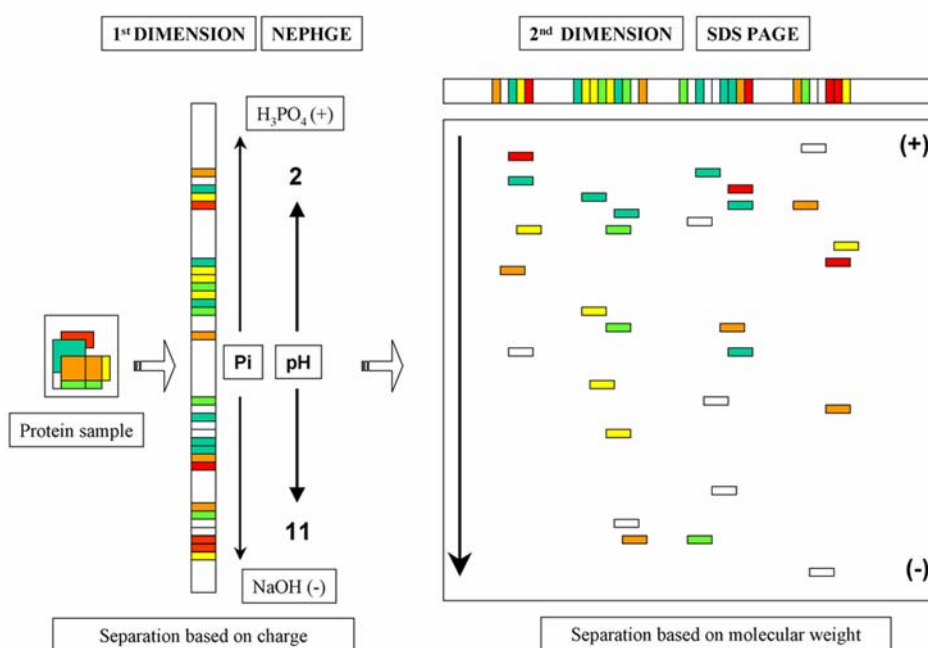 1st DIMENSION
NEPHGE
2nd DIMENSION
SDS PAGE
H3PO4 (+)
2
Pi
pH
Protein sample
11
NaOH (-)
Separation based on charge
(+)
(-)
Separation based on molecular weight